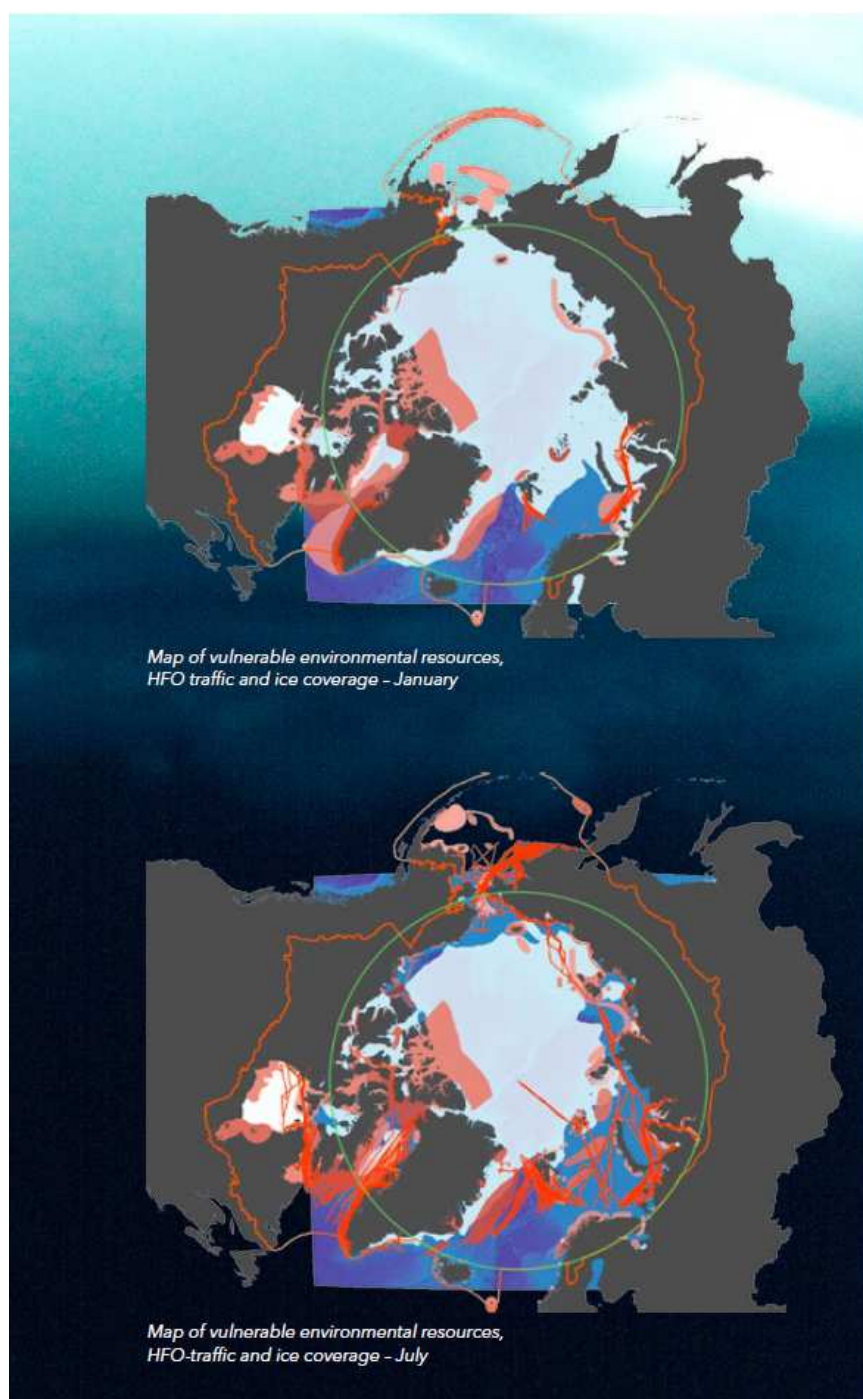 Map of vulnerable environmental resources,
HFO traffic and ice coverage – January
Map of vulnerable environmental resources,
HFO-traffic and ice coverage – July